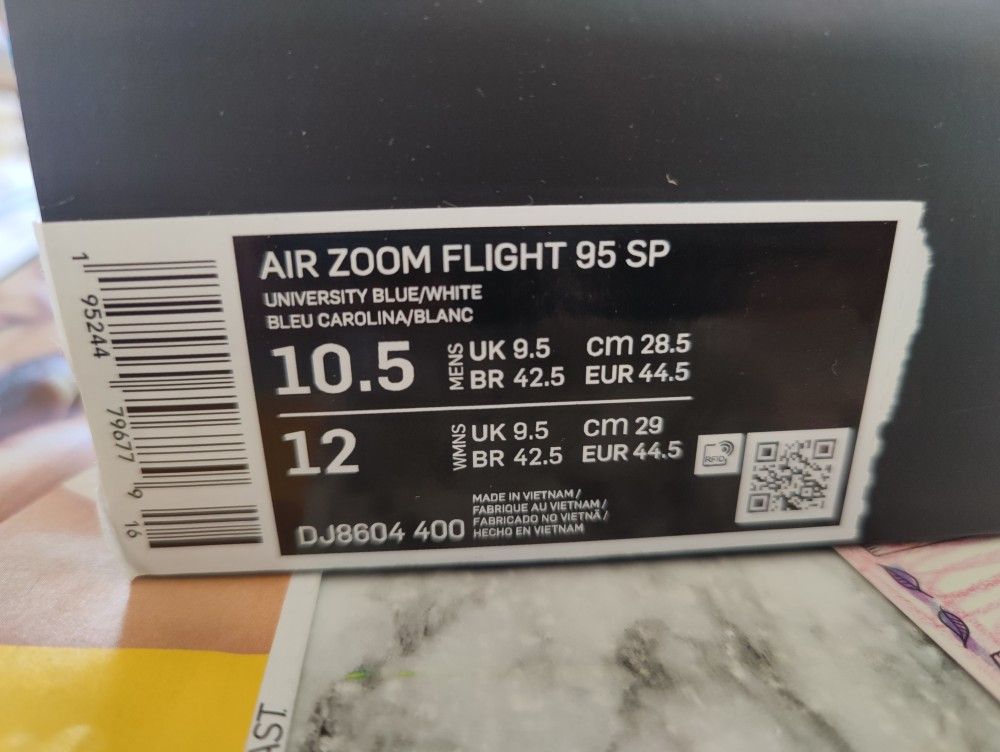 AIR ZOOM FLIGHT 95 SP
UNIVERSITY BLUE/WHITE
BLEU CAROLINA/BLANC
10.5 MENS UK 9.5 cm 28.5
BR 42.5 EUR 44.5
12 WMNS UK 9.5 cm 29
BR 42.5 EUR 44.5
RFID
MADE IN VIETNAM /
FABRIQUE AU VIETNAM /
FABRICADO NO VIETNÃ /
HECHO EN VIETNAM
DJ8604 400
1 95244 79677 9 16
AST